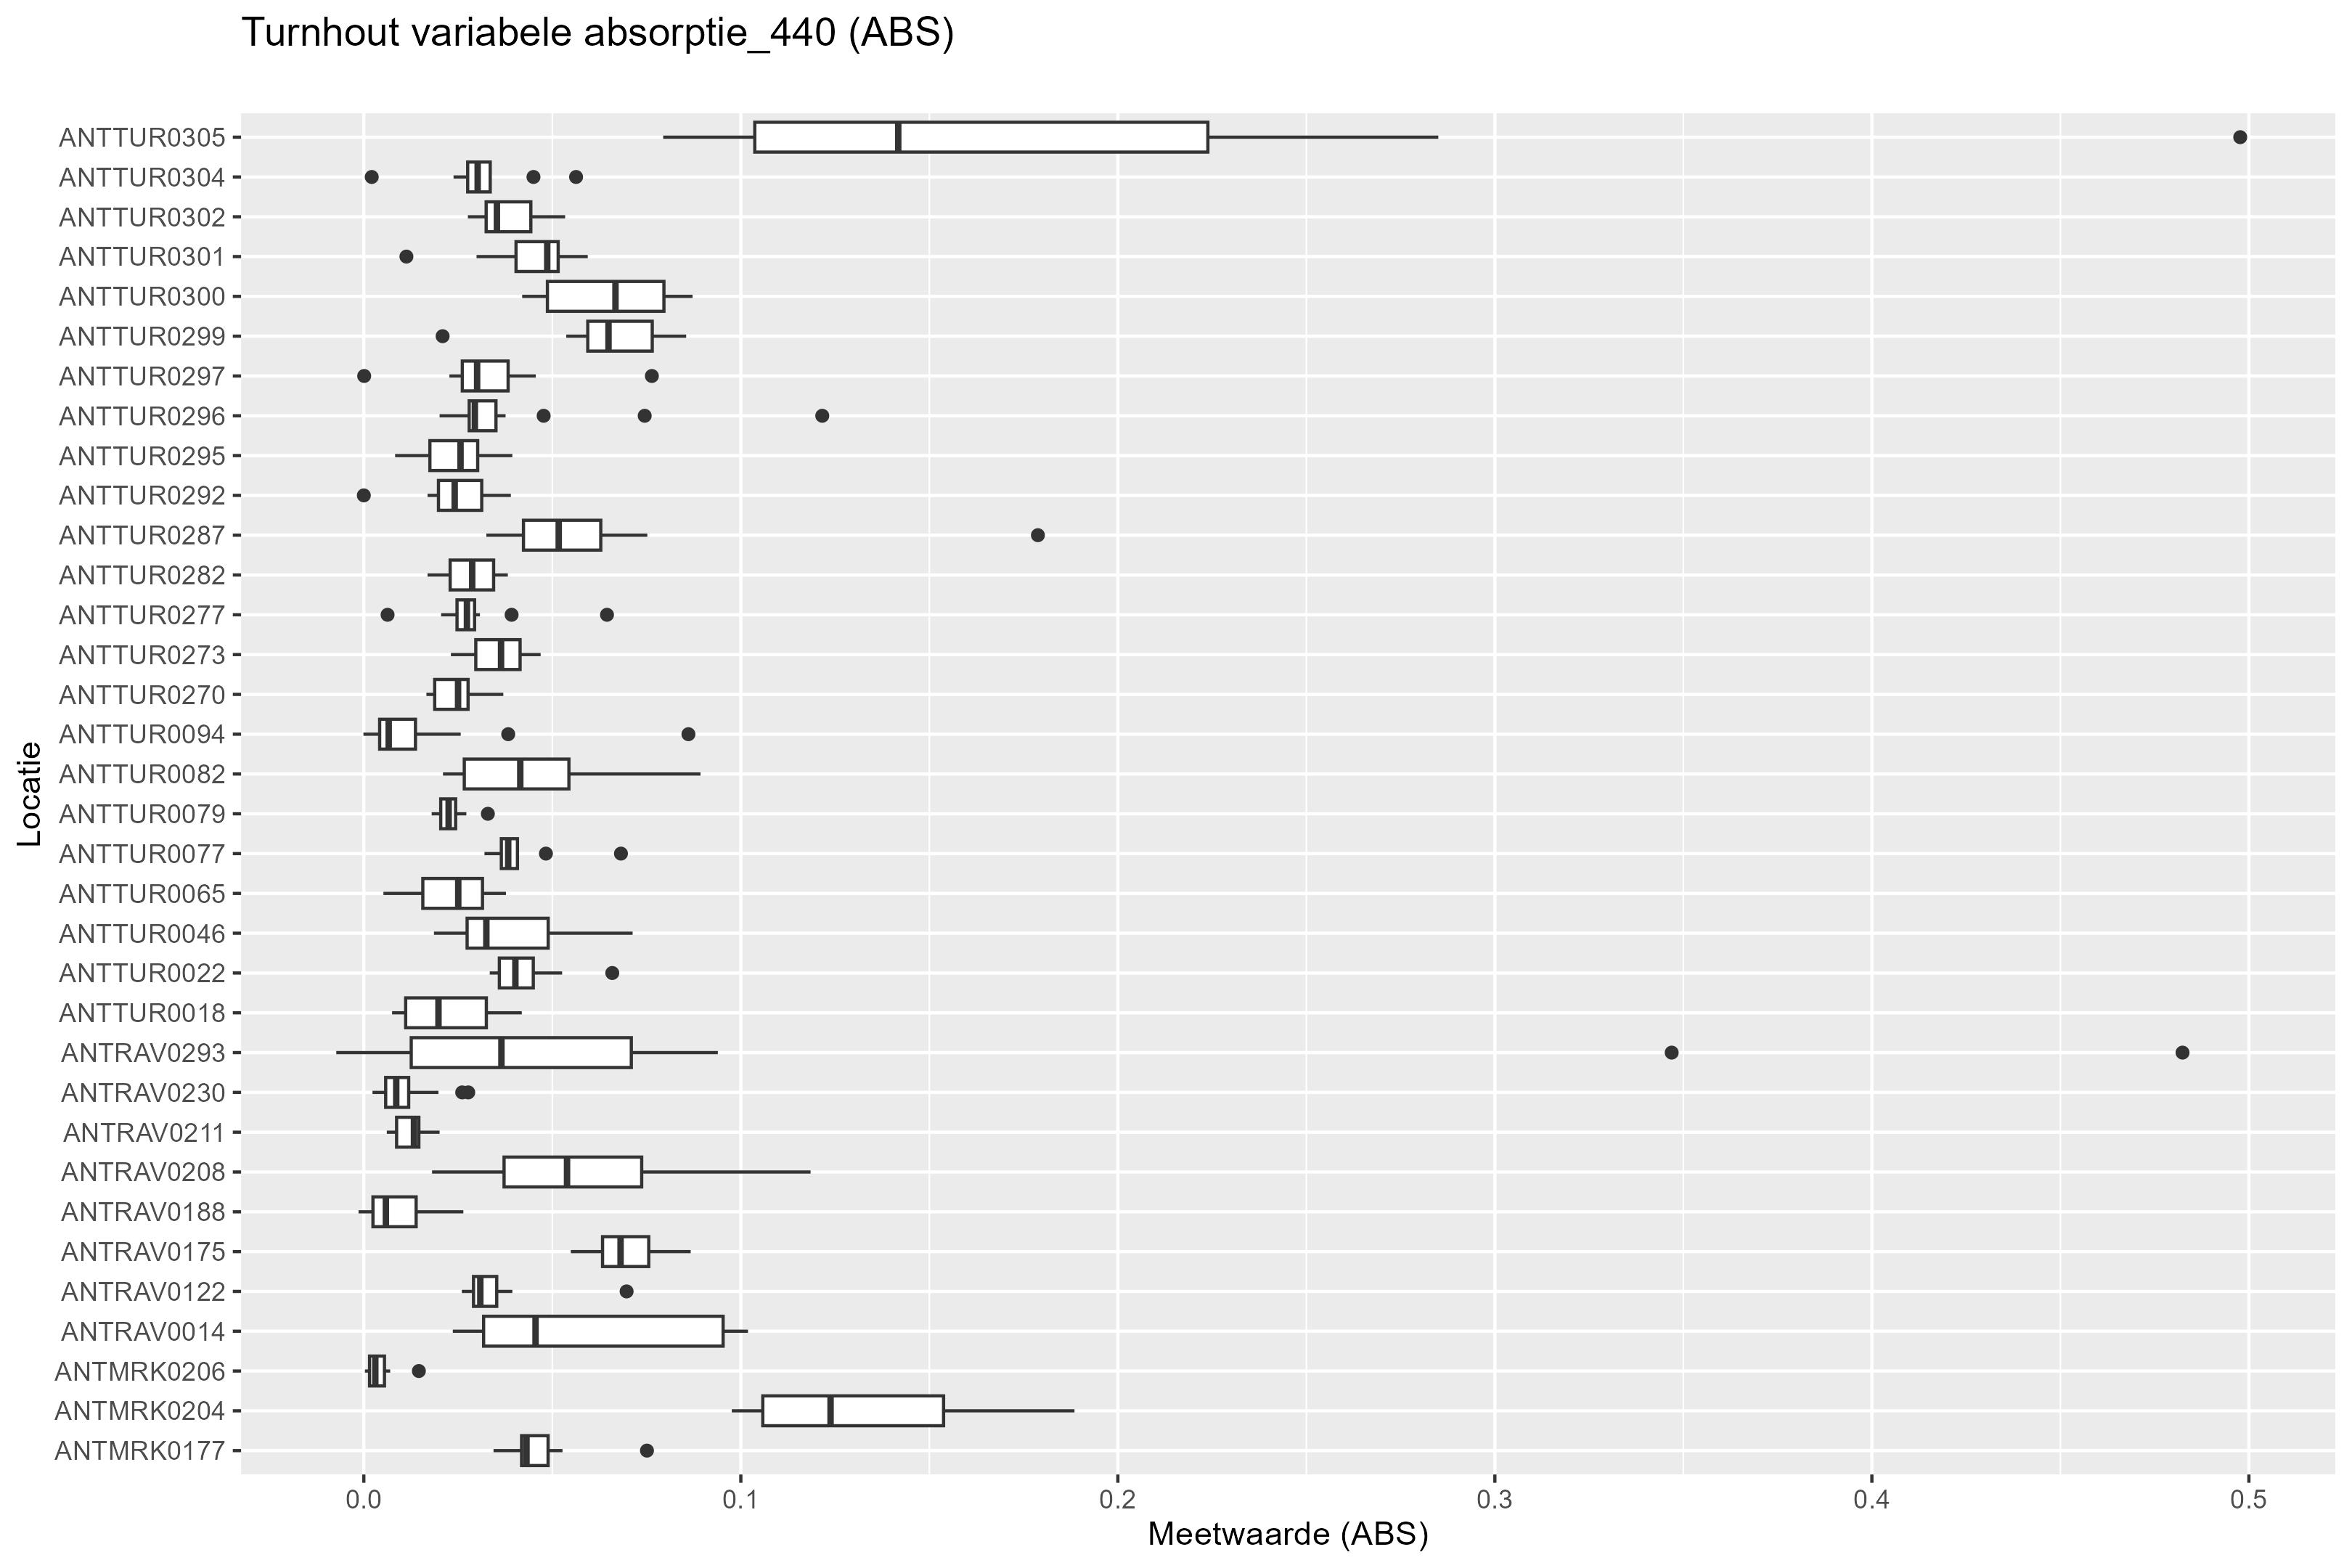 Turnhout variabele absorptie_440 (ABS)
Locatie
ANTTUR0305
ANTTUR0304
ANTTUR0302
ANTTUR0301
ANTTUR0300
ANTTUR0299
ANTTUR0297
ANTTUR0296
ANTTUR0295
ANTTUR0292
ANTTUR0287
ANTTUR0282
ANTTUR0277
ANTTUR0273
ANTTUR0270
ANTTUR0094
ANTTUR0082
ANTTUR0079
ANTTUR0077
ANTTUR0065
ANTTUR0046
ANTTUR0022
ANTTUR0018
ANTRAV0293
ANTRAV0230
ANTRAV0211
ANTRAV0208
ANTRAV0188
ANTRAV0175
ANTRAV0122
ANTRAV0014
ANTMRK0206
ANTMRK0204
ANTMRK0177
0.0 0.1 0.2 0.3 0.4 0.5
Meetwaarde (ABS)